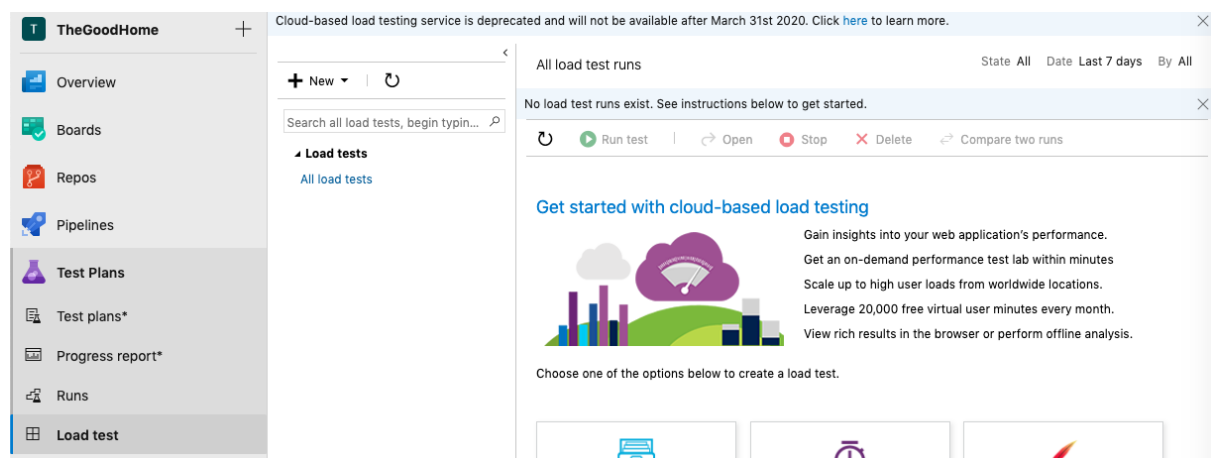 T TheGoodHome
Cloud-based load testing service is deprecated and will not be available after March 31st 2020. Click here to learn more.
Overview
Boards
Repos
Pipelines
Test Plans
Test plans*
Progress report*
Runs
Load test
New
Search all load tests, begin typin...
Load tests
All load tests
All load test runs
State All Date Last 7 days By All
No load test runs exist. See instructions below to get started.
Run test Open Stop Delete Compare two runs
Get started with cloud-based load testing
Gain insights into your web application's performance.
Get an on-demand performance test lab within minutes
Scale up to high user loads from worldwide locations.
Leverage 20,000 free virtual user minutes every month.
View rich results in the browser or perform offline analysis.
Choose one of the options below to create a load test.